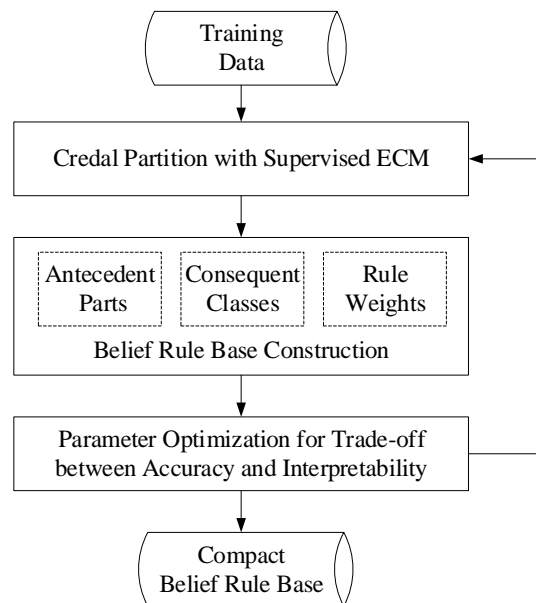 Training
Data
Credal Partition with Supervised ECM
Antecedent
Parts
Consequent
Classes
Rule
Weights
Belief Rule Base Construction
Parameter Optimization for Trade-off
between Accuracy and Interpretability
Compact
Belief Rule Base